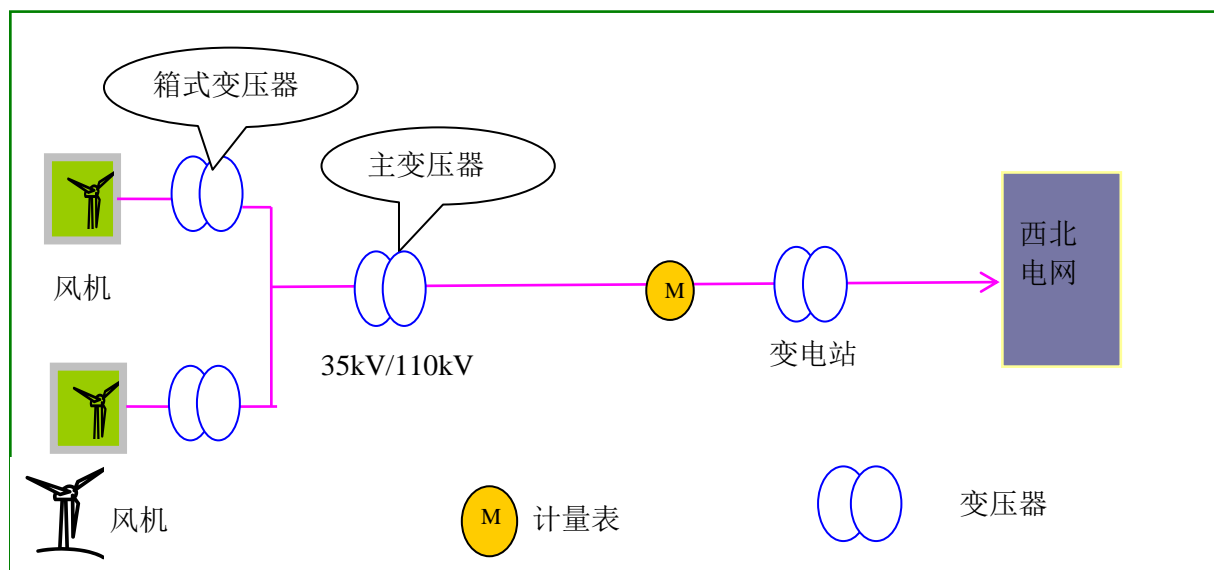 箱式变压器
主变压器
风机
35kV/110kV
M
变电站
西北
电网
风机
M
计量表
变压器